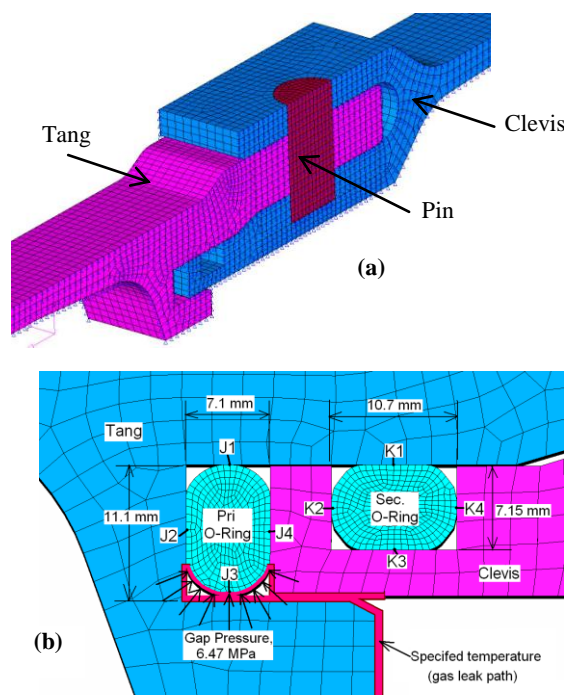 Tang
Clevis
Pin
(a)
7.1 mm
10.7 mm
Tang
J1
K1
11.1 mm
J2
Pri
O-Ring
J4
K2
Sec.
O-Ring
K4
7.15 mm
J3
K3
Clevis
(b)
Gap Pressure,
6.47 MPa
Specifed temperature
(gas leak path)